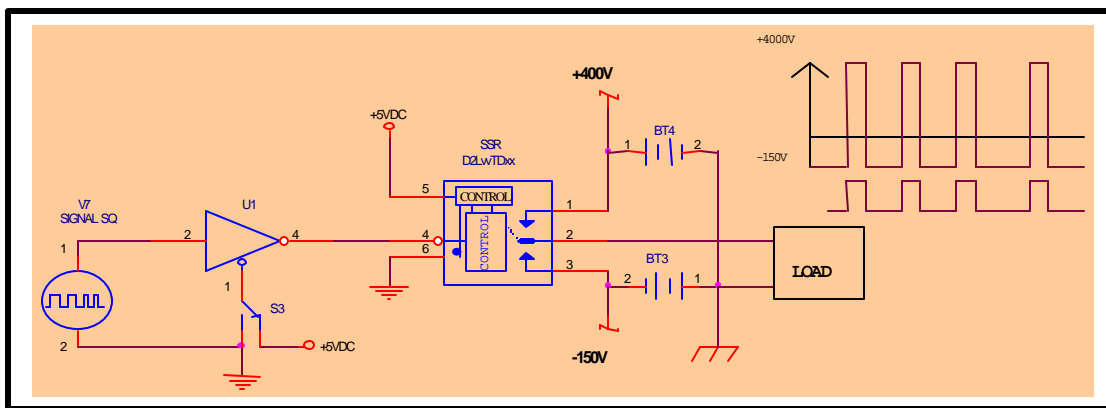 +4000V
-150V
+400V
+5VDC
BT4
1
2
SSR
D2LwTDxx
5
CONTROL
CONTROL
1
V7
SIGNAL SQ
U1
2
4
4
6
2
3
1
1
S3
2
+5VDC
BT3
2
1
-150V
LOAD